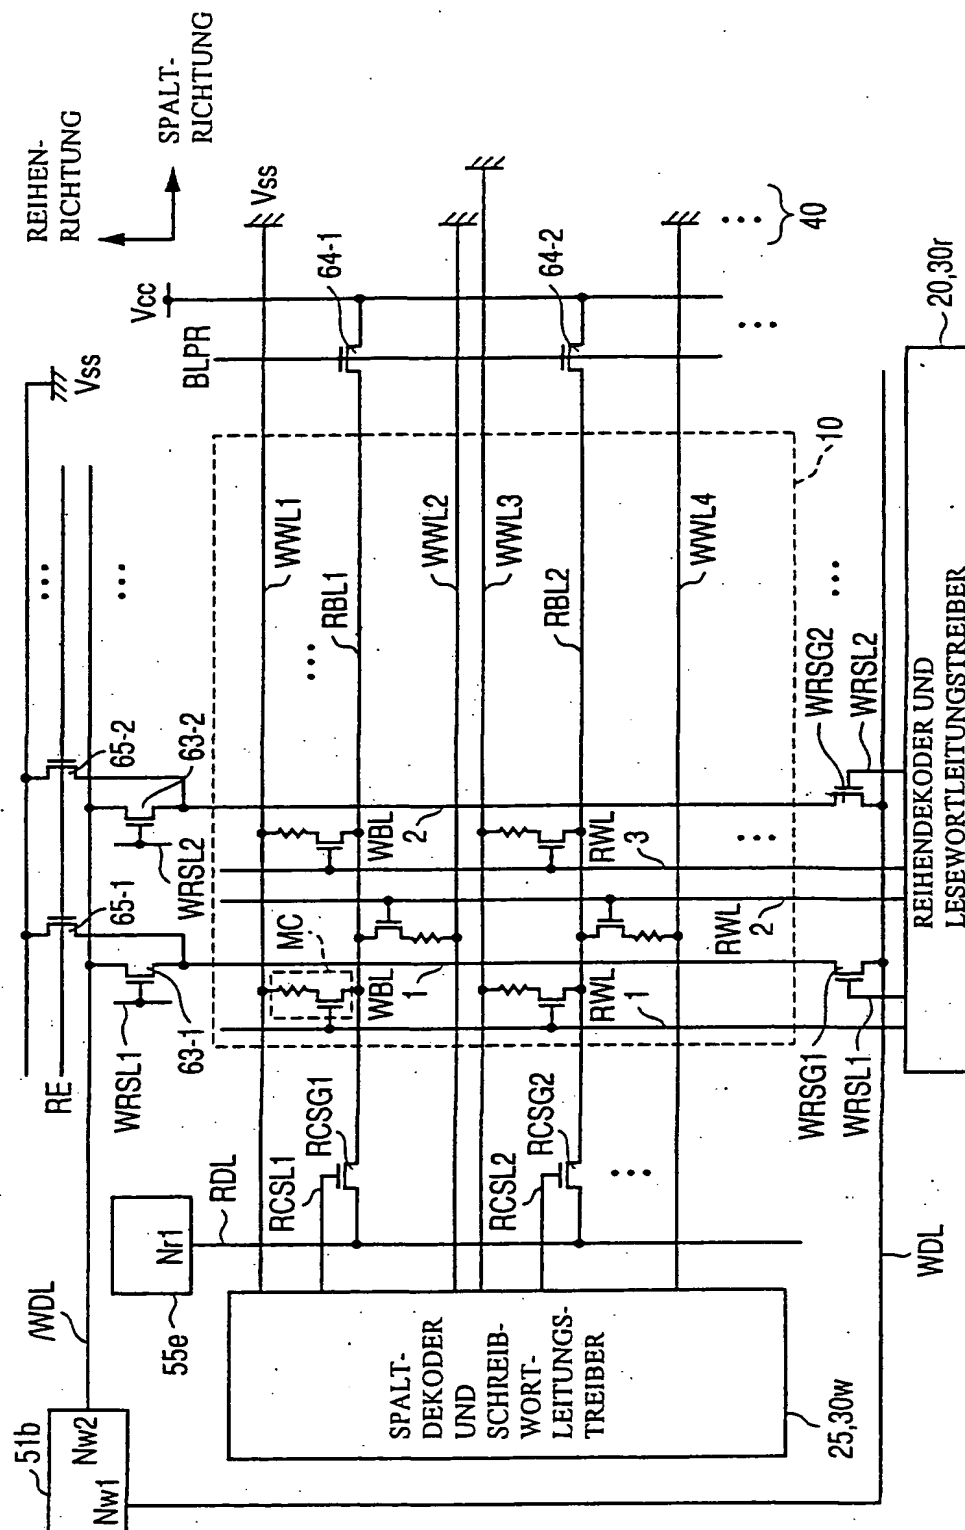 REIHEN-
RICHTUNG
SPALT-
RICHTUNG
Vcc
Vss
BLPR
Vss
64-1
64-2
40
20,30r
RE
WRSL1
63-1
65-1
WRSL2
63-2
65-2
/WDL
51b
Nw2
Nw1
55e
Nr1
RDL
RCSL1
RCSG1
RCSL2
RCSG2
MC
WBL
1
WBL
2
RWL
1
RWL
2
RWL
3
WWL1
RBL1
WWL2
WWL3
RBL2
WWL4
10
WRSG1
WRSL1
WRSG2
WRSL2
WDL
SPALT-
DEKODER
UND
SCHREIB-
WORT-
LEITUNGS-
TREIBER
25,30w
REIHENDEKODER UND
LESEWORTLEITUNGSTREIBER